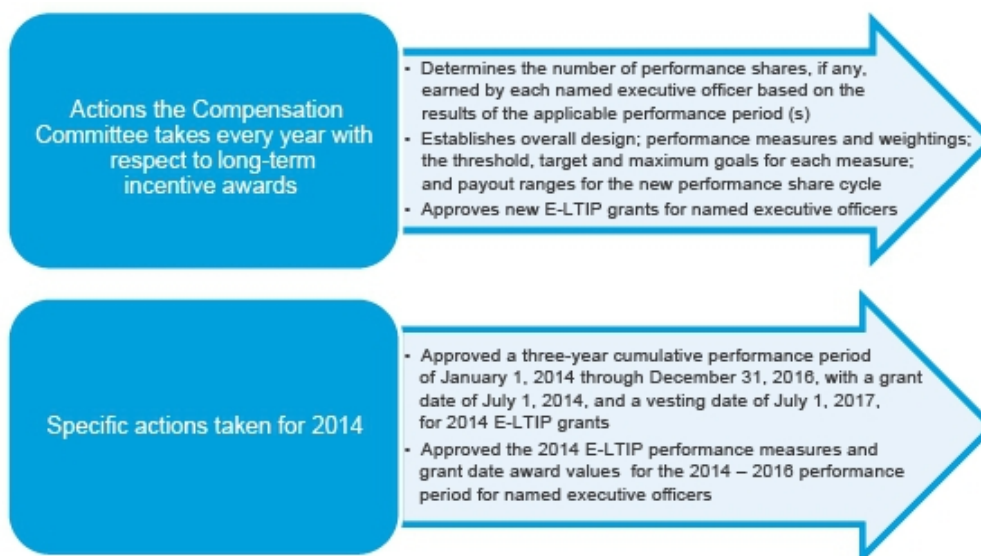 Actions the Compensation
Committee takes every year with
respect to long-term
incentive awards
• Determines the number of performance shares, if any,
earned by each named executive officer based on the
results of the applicable performance period (s)
• Establishes overall design; performance measures and weightings;
the threshold, target and maximum goals for each measure;
and payout ranges for the new performance share cycle
• Approves new E-LTIP grants for named executive officers
Specific actions taken for 2014
• Approved a three-year cumulative performance period
of January 1, 2014 through December 31, 2016, with a grant
date of July 1, 2014, and a vesting date of July 1, 2017,
for 2014 E-LTIP grants
• Approved the 2014 E-LTIP performance measures and
grant date award values for the 2014 – 2016 performance
period for named executive officers